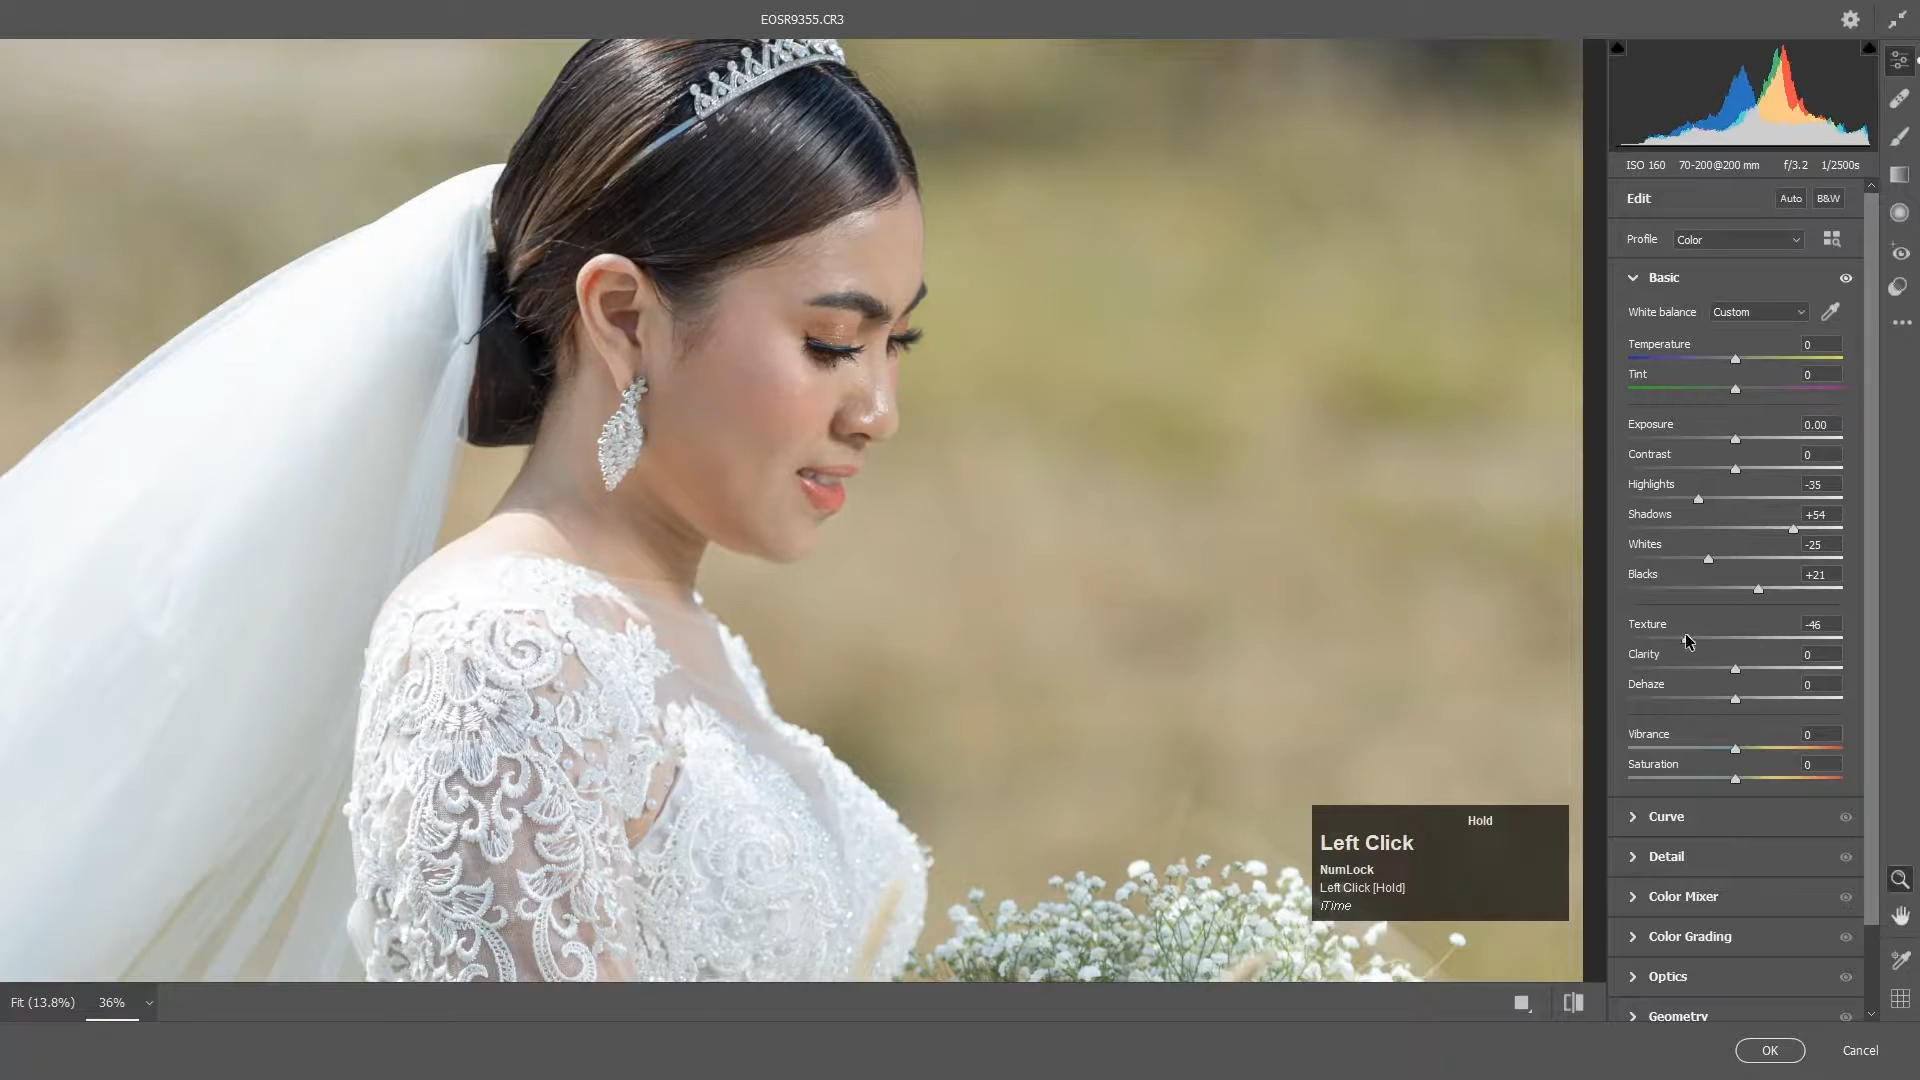 EOSR9355.CR3
ISO 160 70-200@200 mm f/3.2 1/2500s
Edit Auto B&W
Profile Color
Basic
White balance Custom
Temperature 0
Tint 0
Exposure 0.00
Contrast 0
Highlights -35
Shadows +54
Whites -25
Blacks +21
Texture -46
Clarity 0
Dehaze 0
Vibrance 0
Saturation 0
Curve
Detail
Color Mixer
Color Grading
Optics
Geometry
Hold
Left Click
NumLock
Left Click [Hold]
iTime
Fit (13.8%) 36%
OK Cancel